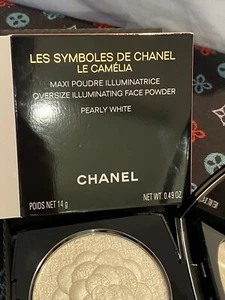 LES SYMBOLES DE CHANEL
LE CAMÉLIA
MAXI POUDRE ILLUMINATRICE
OVERSIZE ILLUMINATING FACE POWDER
PEARLY WHITE
CHANEL
POIDS NET 14 g NET WT. 0.49 OZ.